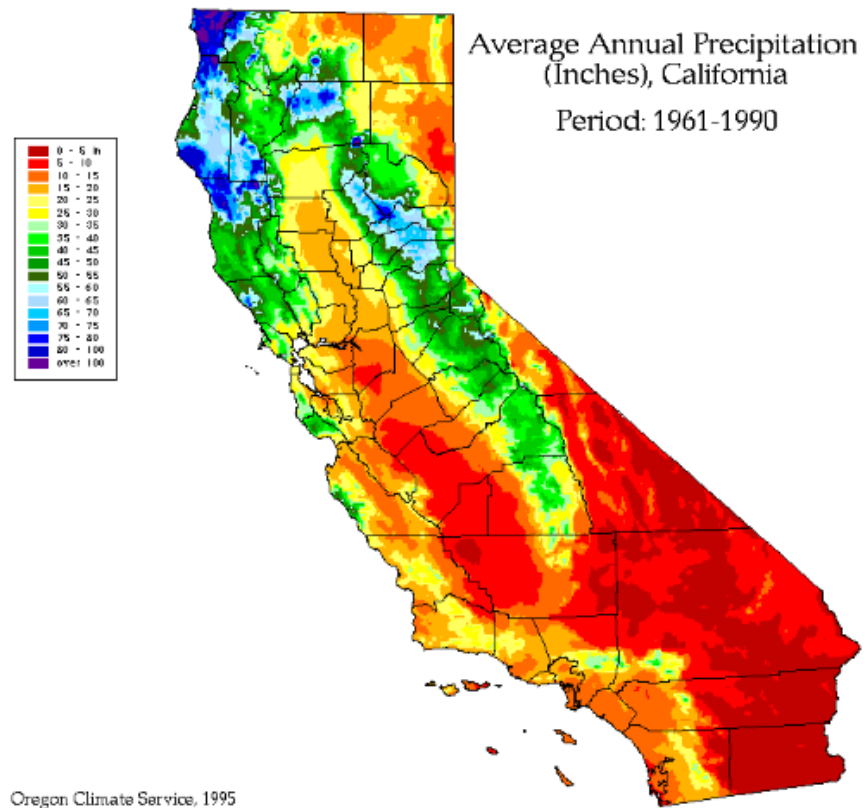 Average Annual Precipitation
(Inches), California
Period: 1961-1990
0 - 5 in
5 - 10
10 - 15
15 - 20
20 - 25
25 - 30
30 - 35
35 - 40
40 - 45
45 - 50
50 - 55
55 - 60
60 - 65
65 - 70
70 - 75
75 - 80
80 - 100
over 100
Oregon Climate Service, 1995